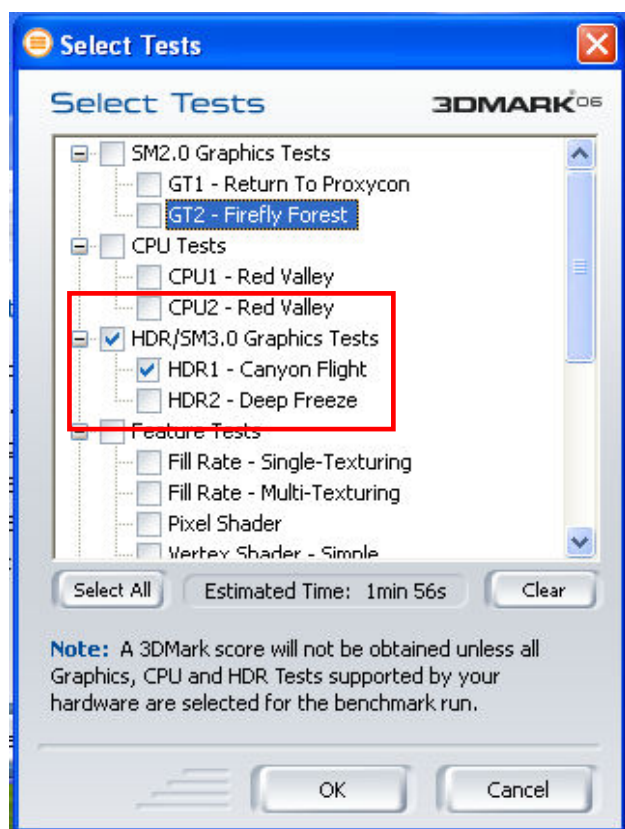 Select Tests
Select Tests 3DMARK'06
SM2.0 Graphics Tests
GT1 - Return To Proxycon
GT2 - Firefly Forest
CPU Tests
CPU1 - Red Valley
CPU2 - Red Valley
HDR/SM3.0 Graphics Tests
HDR1 - Canyon Flight
HDR2 - Deep Freeze
Feature Tests
Fill Rate - Single-Texturing
Fill Rate - Multi-Texturing
Pixel Shader
Vertex Shader - Simple
Select All Estimated Time: 1min 56s Clear
Note: A 3DMark score will not be obtained unless all
Graphics, CPU and HDR Tests supported by your
hardware are selected for the benchmark run.
OK Cancel